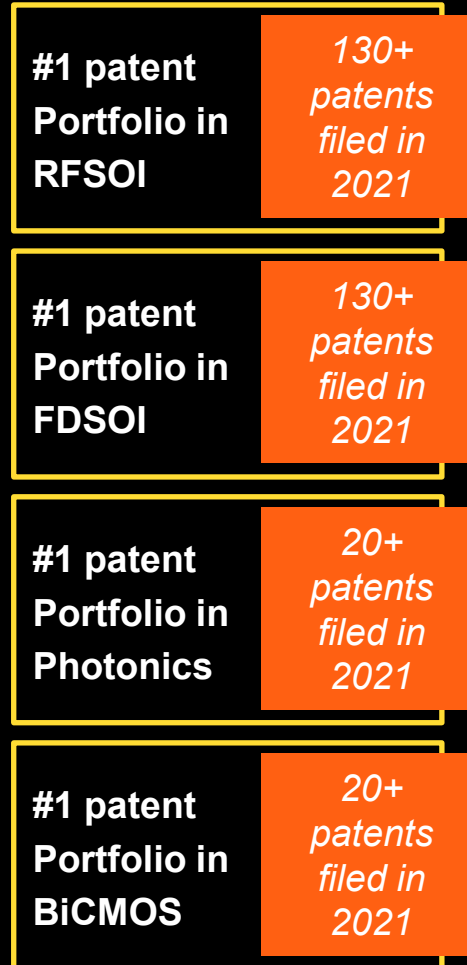 #1 patent
Portfolio in
RFSOI
130+
patents
filed in
2021
#1 patent
Portfolio in
FDSOI
130+
patents
filed in
2021
#1 patent
Portfolio in
Photonics
20+
patents
filed in
2021
#1 patent
Portfolio in
BiCMOS
20+
patents
filed in
2021